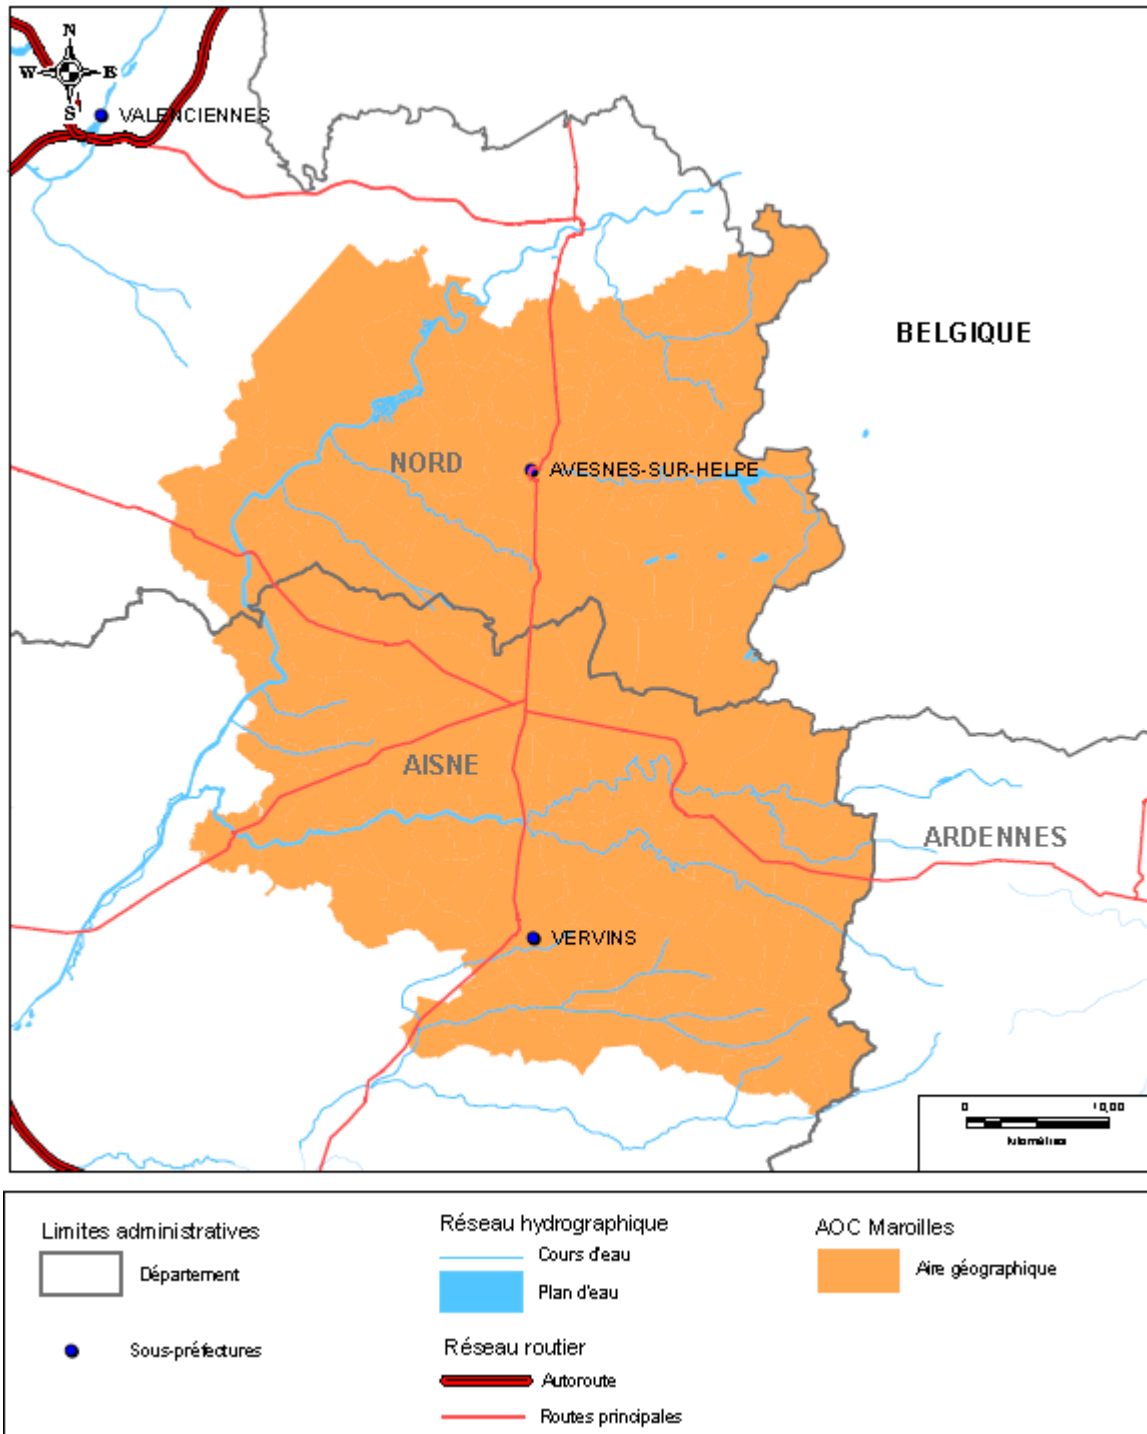 N
W E
S
VALENCIENNES
BELGIQUE
NORD
AVESNES-SUR-HELPE
AISNE
ARDENNES
VERVINS
0 10,00
kilomètres
Limites administratives
Département
Sous-préfectures
Réseau hydrographique
Cours d'eau
Plan d'eau
Réseau routier
Autoroute
Routes principales
AOC Maroilles
Aire géographique